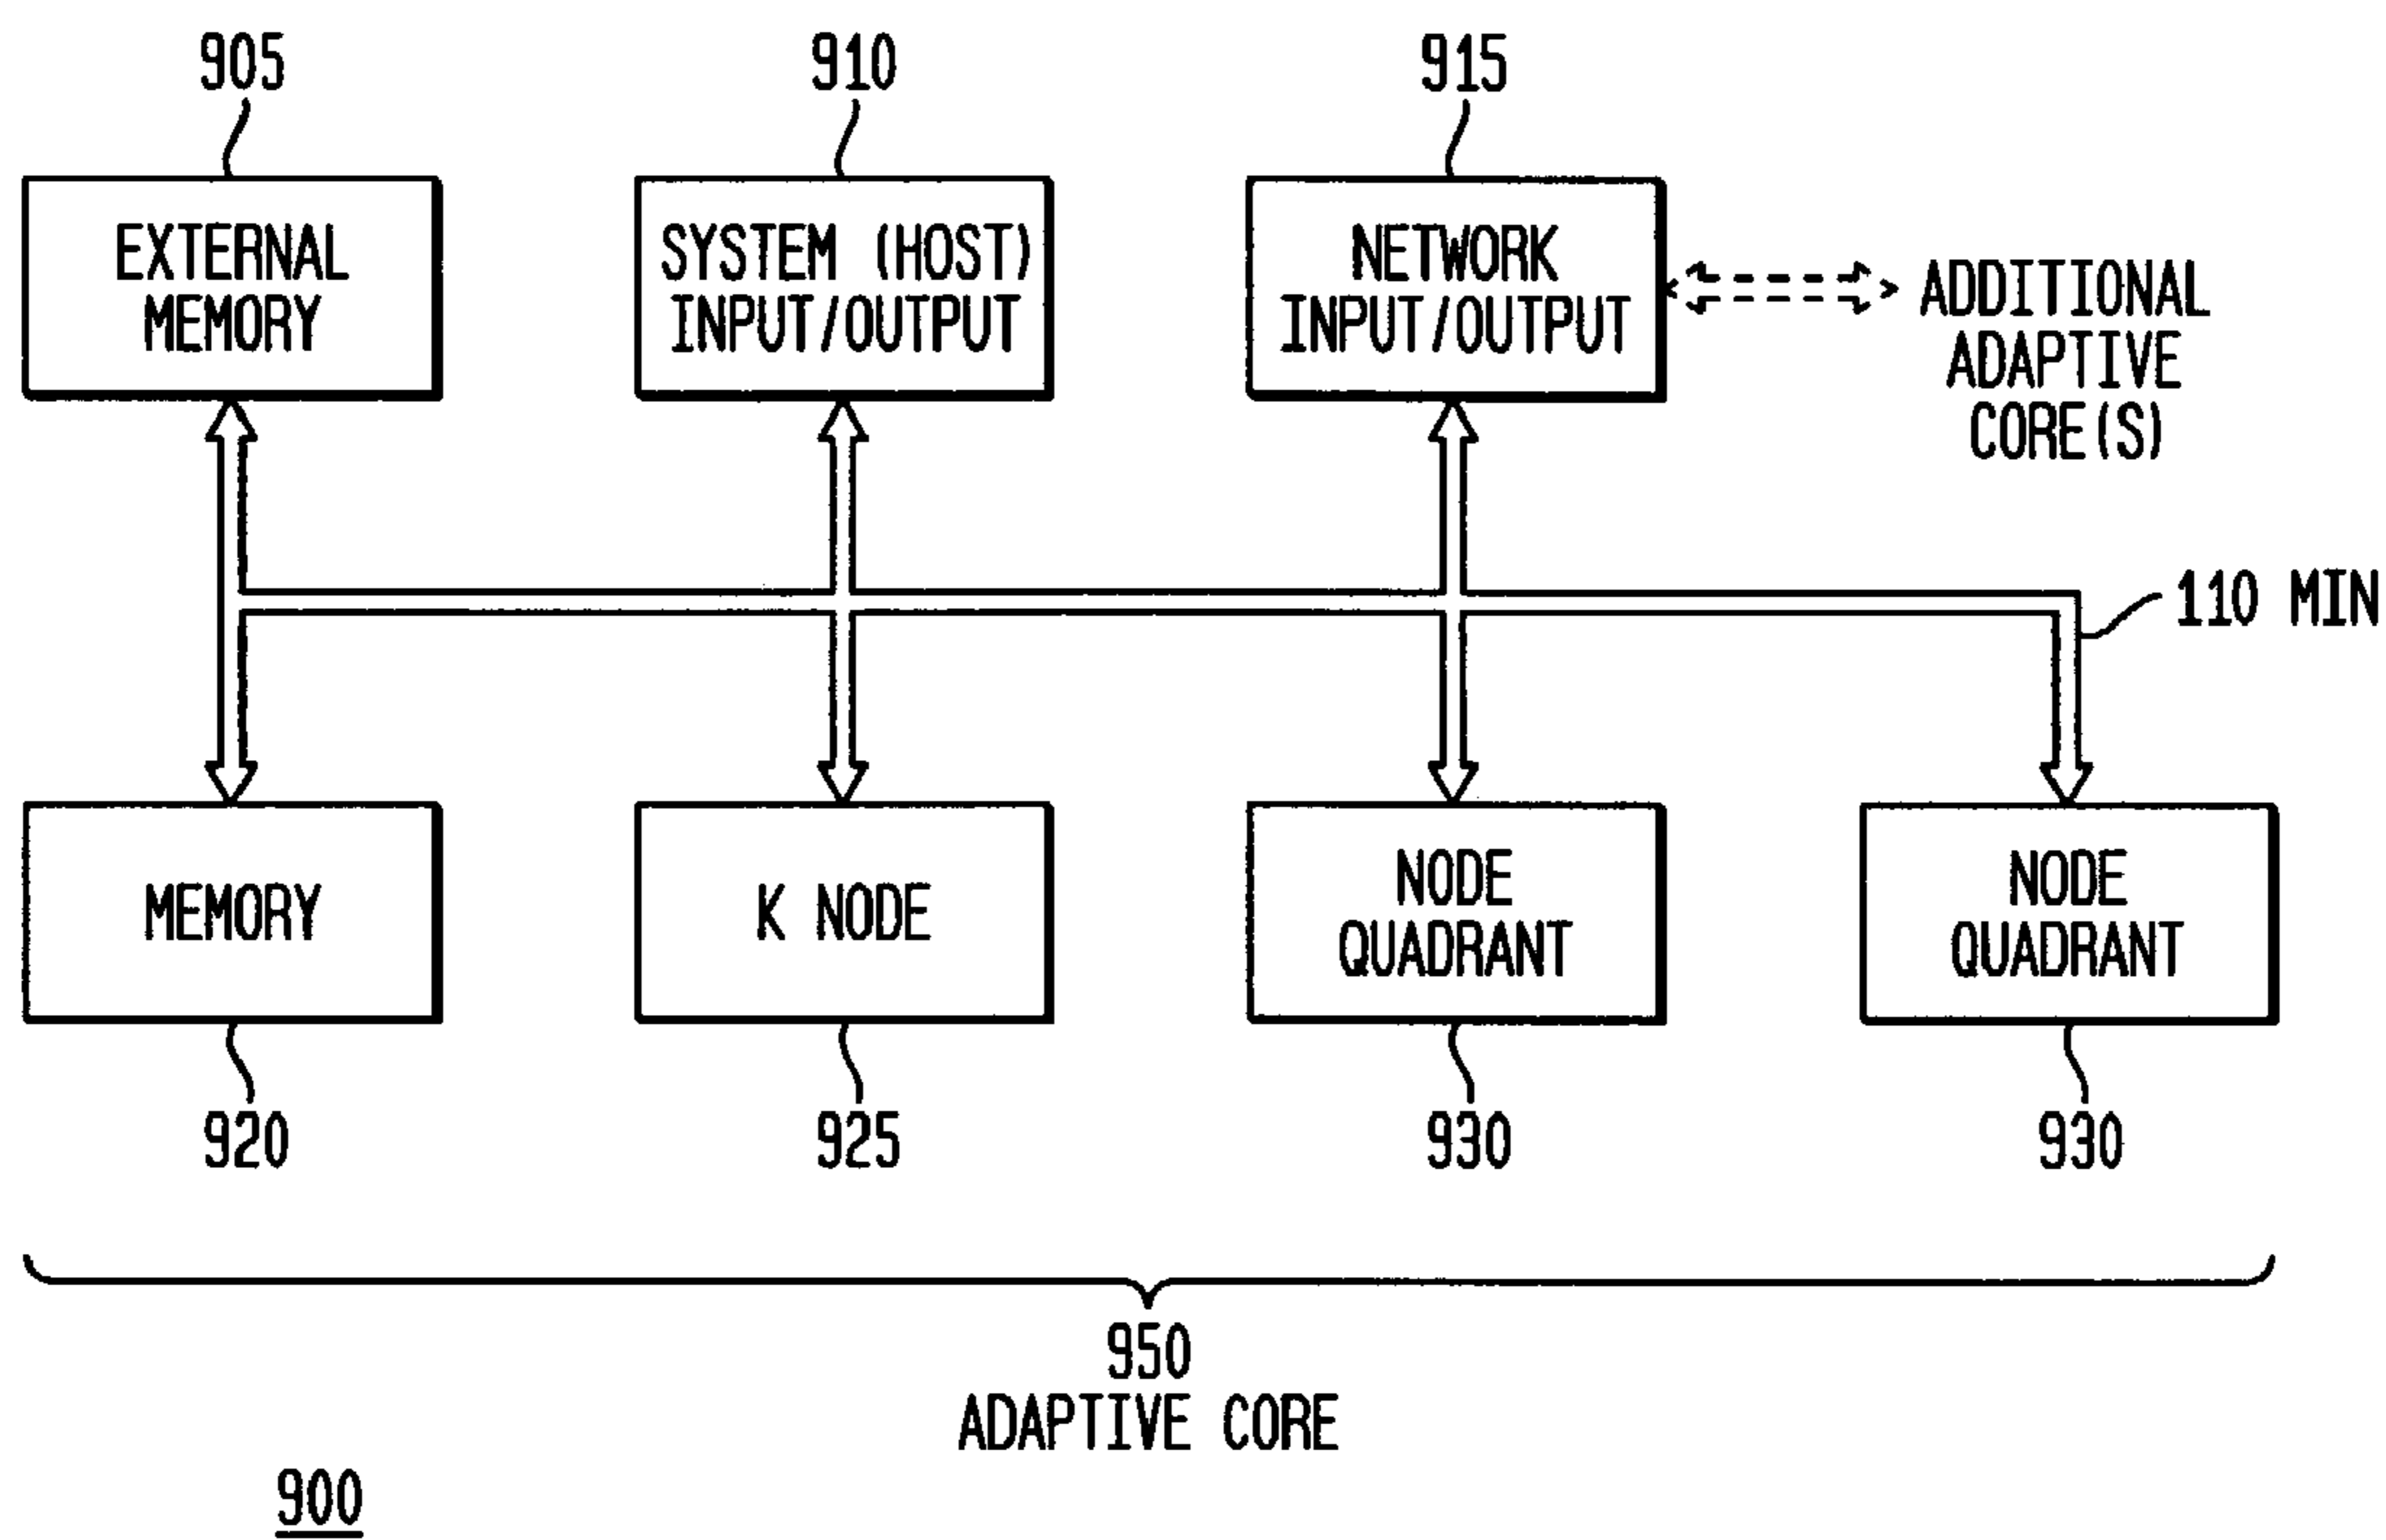 905
910
915
EXTERNAL
MEMORY
SYSTEM (HOST)
INPUT/OUTPUT
NETWORK
INPUT/OUTPUT
ADDITIONAL
ADAPTIVE
CORE(S)
110 MIN
MEMORY
K NODE
NODE
QUADRANT
NODE
QUADRANT
920
925
930
930
950
ADAPTIVE CORE
900